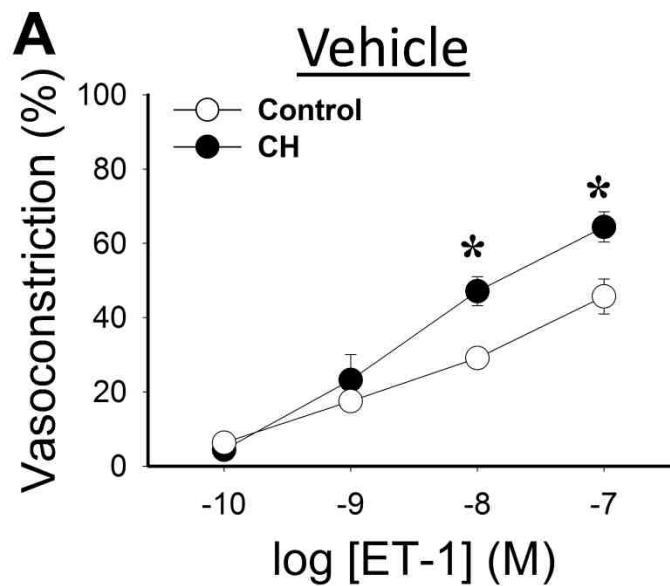 A
Vehicle
Vasoconstriction (%)
100
80
60
40
20
0
Control
CH
*
*
-10
-9
-8
-7
log [ET-1] (M)